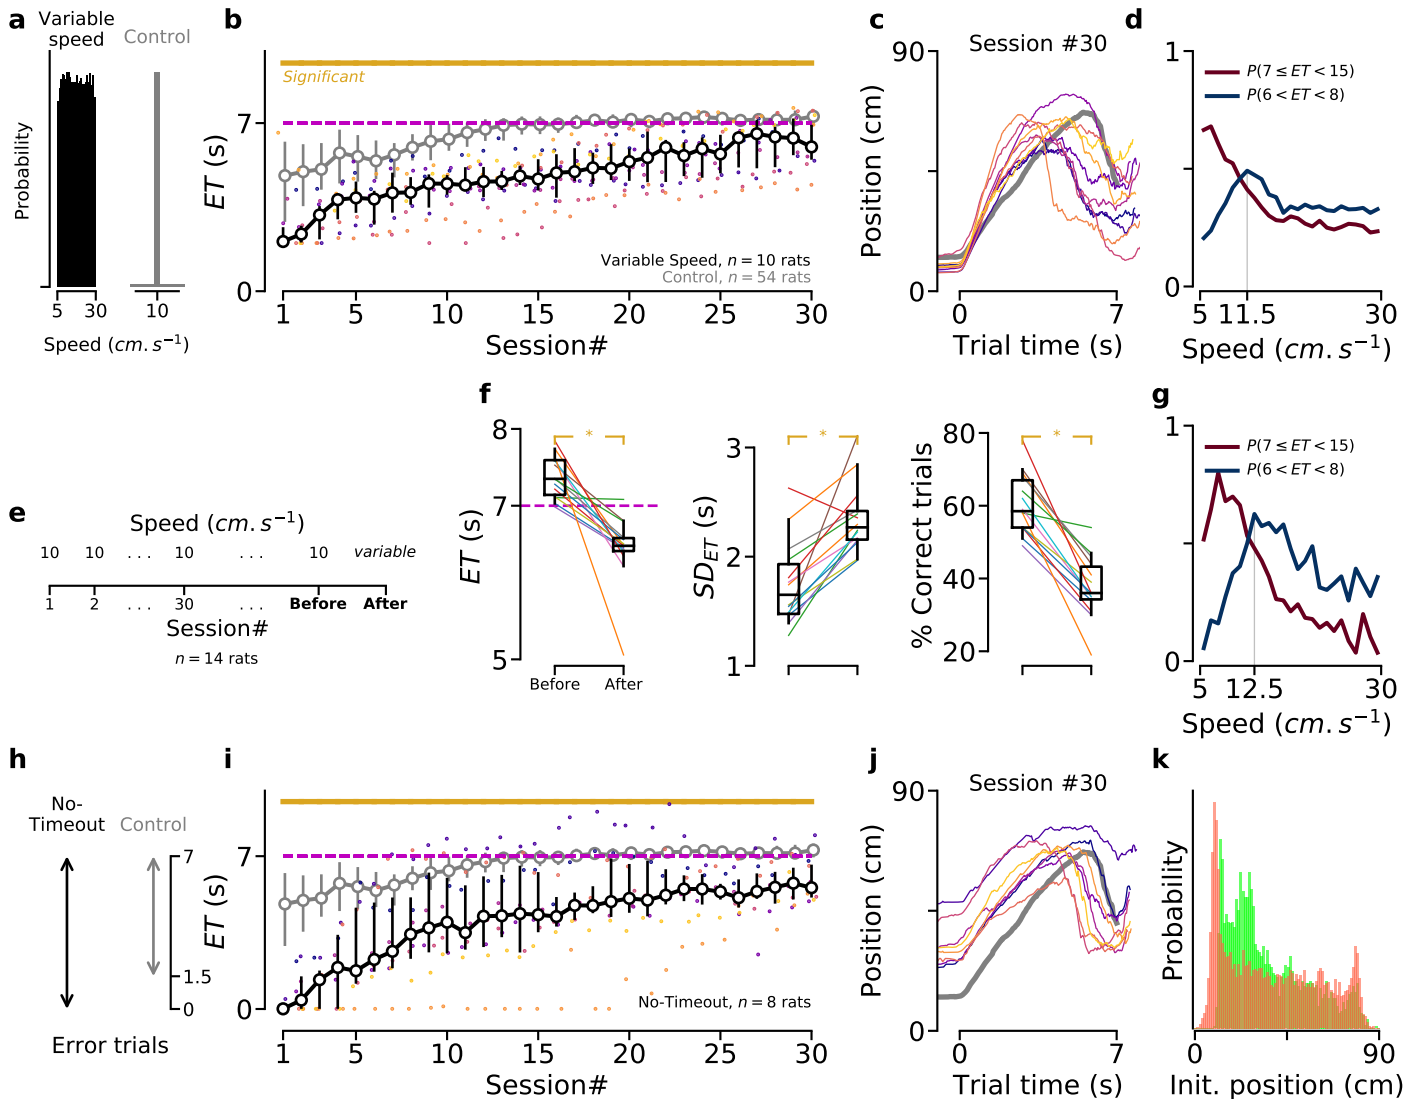 a
Variable
speed
Control
Probability
5
30
10
Speed (cm. s⁻¹)
b
Significant
ET (s)
7
0
Variable Speed, n = 10 rats
Control, n = 54 rats
1
5
10
15
20
25
30
Session#
c
Session #30
Position (cm)
90
0
0
7
Trial time (s)
d
1
0
P(7 ≤ ET < 15)
P(6 < ET < 8)
5
11.5
30
Speed (cm. s⁻¹)
e
Speed (cm. s⁻¹)
10
10
. . .
10
. . .
10
variable
1
2
. . .
30
. . .
Before
After
Session#
n = 14 rats
f
ET (s)
8
7
5
*
Before
After
SD_ET (s)
3
2
1
*
% Correct trials
80
60
40
20
*
g
1
0
P(7 ≤ ET < 15)
P(6 < ET < 8)
5
12.5
30
Speed (cm. s⁻¹)
h
No-
Timeout
Control
7
1.5
0
Error trials
i
ET (s)
7
0
No-Timeout, n = 8 rats
1
5
10
15
20
25
30
Session#
j
Session #30
Position (cm)
90
0
0
7
Trial time (s)
k
Probability
0
90
Init. position (cm)